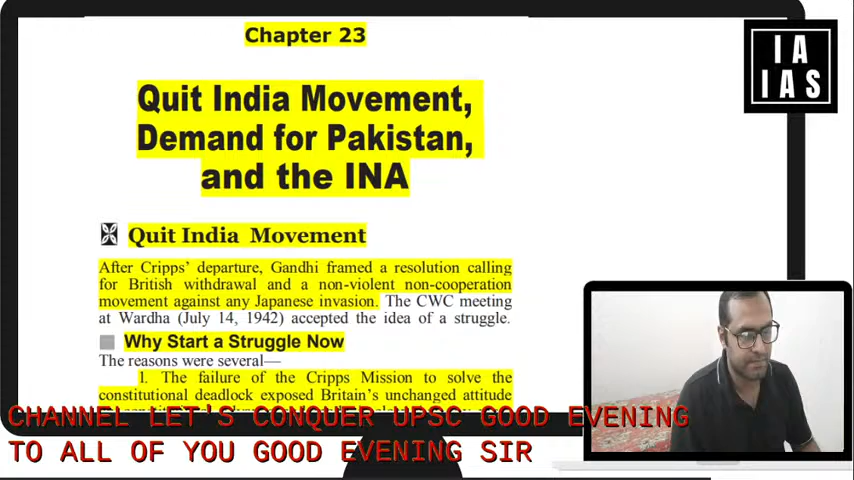 Chapter 23
IA
IAS
Quit India Movement,
Demand for Pakistan,
and the INA
Quit India Movement
After Cripps' departure, Gandhi framed a resolution calling
for British withdrawal and a non-violent non-cooperation
movement against any Japanese invasion. The CWC meeting
at Wardha (July 14, 1942) accepted the idea of a struggle.
Why Start a Struggle Now
The reasons were several—
1. The failure of the Cripps Mission to solve the
constitutional deadlock exposed Britain's unchanged attitude
CHANNEL LET'S CONQUER UPSC GOOD EVENING
TO ALL OF YOU GOOD EVENING SIR